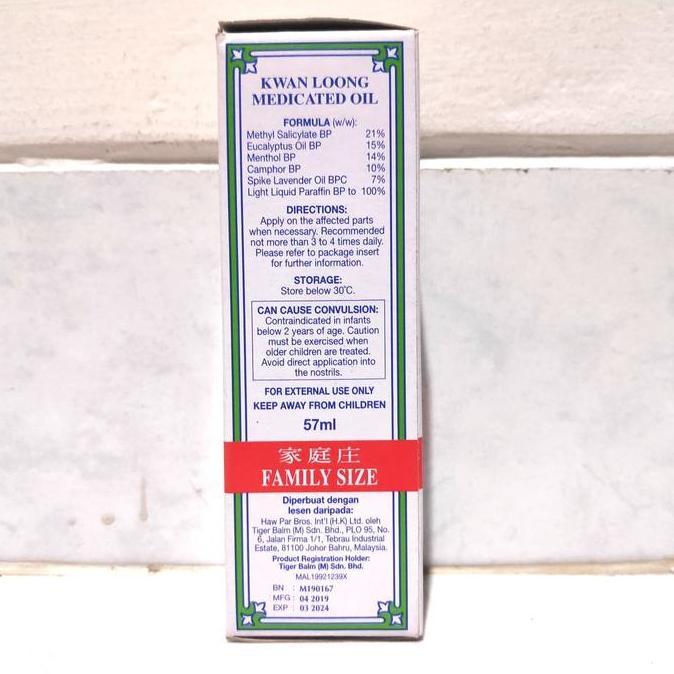 KWAN LOONG
MEDICATED OIL
FORMULA (w/w):
Methyl Salicylate BP 21%
Eucalyptus Oil BP 15%
Menthol BP 14%
Camphor BP 10%
Spike Lavender Oil BPC 7%
Light Liquid Paraffin BP to 100%
DIRECTIONS:
Apply on the affected parts
when necessary. Recommended
not more than 3 to 4 times daily.
Please refer to package insert
for further information.
STORAGE:
Store below 30°C.
CAN CAUSE CONVULSION:
Contraindicated in infants
below 2 years of age. Caution
must be exercised when
older children are treated.
Avoid direct application into
the nostrils.
FOR EXTERNAL USE ONLY
KEEP AWAY FROM CHILDREN
57ml
家庭庄
FAMILY SIZE
Diperbuat dengan
lesen daripada:
Haw Par Bros. Int'l (H.K) Ltd. oleh
Tiger Balm (M) Sdn. Bhd., PLO 95, No.
6, Jalan Firma 1/1, Tebrau Industrial
Estate, 81100 Johor Bahru, Malaysia.
Product Registration Holder:
Tiger Balm (M) Sdn. Bhd.
MAL19921239X
BN : M190167
MFG : 04 2019
EXP : 03 2024